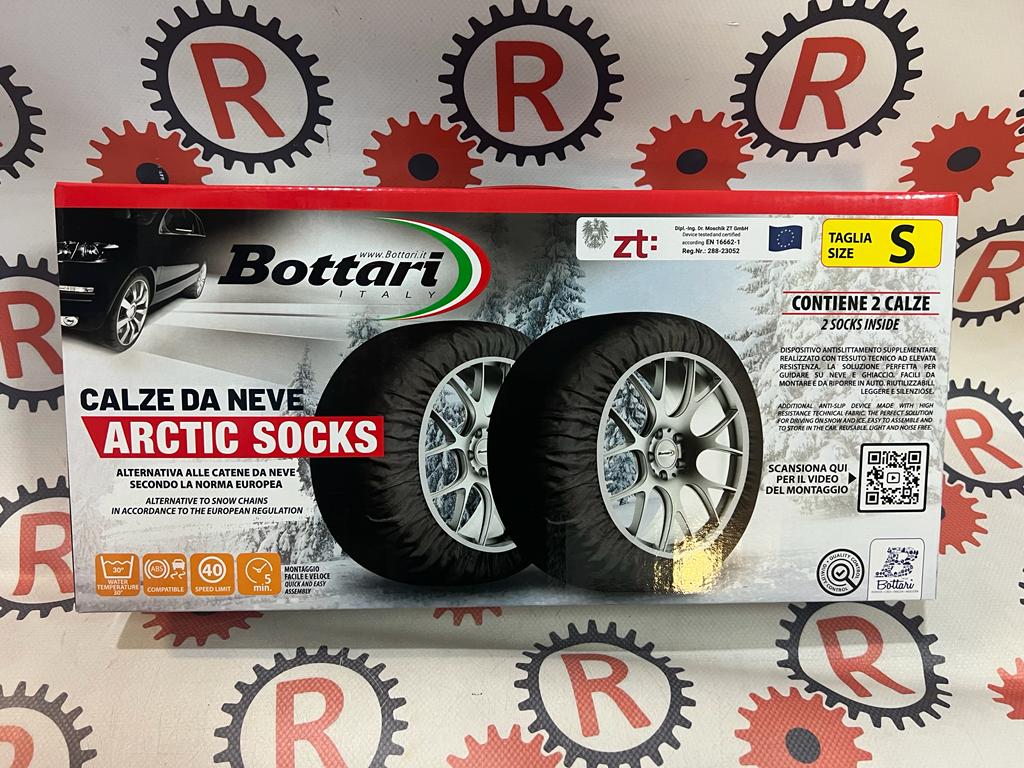 R
R
R
R
R
www.Bottari.it
Bottari
ITALY
zt:
Dipl.-Ing. Dr. Moschik ZT GmbH
Device tested and certified
according EN 16662-1
Reg.Nr.: 288-23052
TAGLIA
SIZE
S
CONTIENE 2 CALZE
2 SOCKS INSIDE
DISPOSITIVO ANTISLITTAMENTO SUPPLEMENTARE
REALIZZATO CON TESSUTO TECNICO AD ELEVATA
RESISTENZA. LA SOLUZIONE PERFETTA PER
GUIDARE SU NEVE E GHIACCIO. FACILI DA
MONTARE E DA RIPORRE IN AUTO. RIUTILIZZABILI,
LEGGERE E SILENZIOSE.
ADDITIONAL ANTI-SLIP DEVICE MADE WITH HIGH
RESISTANCE TECHNICAL FABRIC. THE PERFECT SOLUTION
FOR DRIVING ON SNOW AND ICE. EASY TO ASSEMBLE AND
TO STORE IN THE CAR. REUSABLE, LIGHT AND NOISE FREE.
CALZE DA NEVE
ARCTIC SOCKS
ALTERNATIVA ALLE CATENE DA NEVE
SECONDO LA NORMA EUROPEA
ALTERNATIVE TO SNOW CHAINS
IN ACCORDANCE TO THE EUROPEAN REGULATION
SCANSIONA QUI
PER IL VIDEO
DEL MONTAGGIO
30°
WATER
TEMPERATURE
30°
ABS
COMPATIBLE
40
SPEED LIMIT
5
min.
MONTAGGIO
FACILE E VELOCE
QUICK AND EASY
ASSEMBLY
QUALITY CONTROL
B
Bottari
R
R
R
R
R
R
R